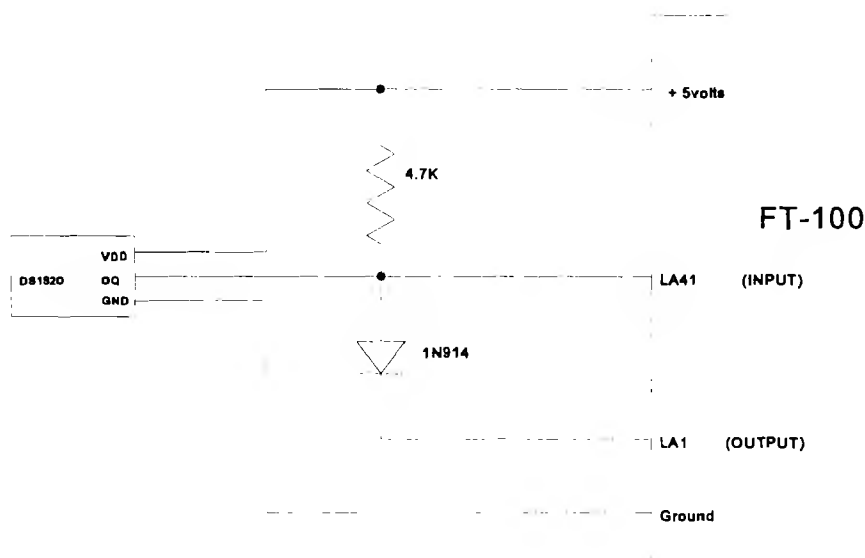 + 5volts
4.7K
FT-100
VDD
DS1820 DQ
GND
LA41 (INPUT)
1N914
LA1 (OUTPUT)
Ground